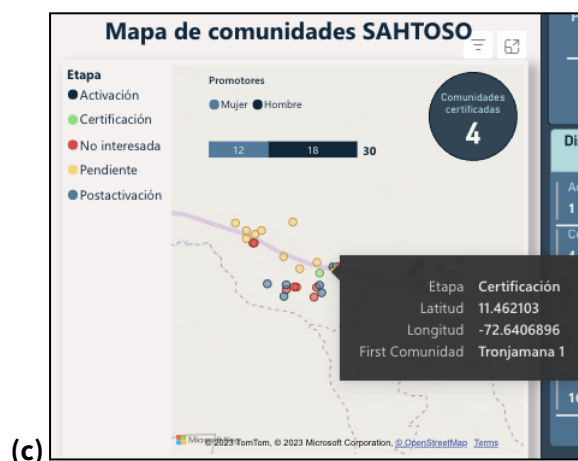 Mapa de comunidades SAHTOSO
Etapa
Activación
Certificación
No interesada
Pendiente
Postactivación
Promotores
Mujer Hombre
12 18 30
Comunidades
certificadas
4
Etapa Certificación
Latitud 11.462103
Longitud -72.6406896
First Comunidad Tronjamana 1
© 2023 TomTom, © 2023 Microsoft Corporation, © OpenStreetMap Terms
(c)